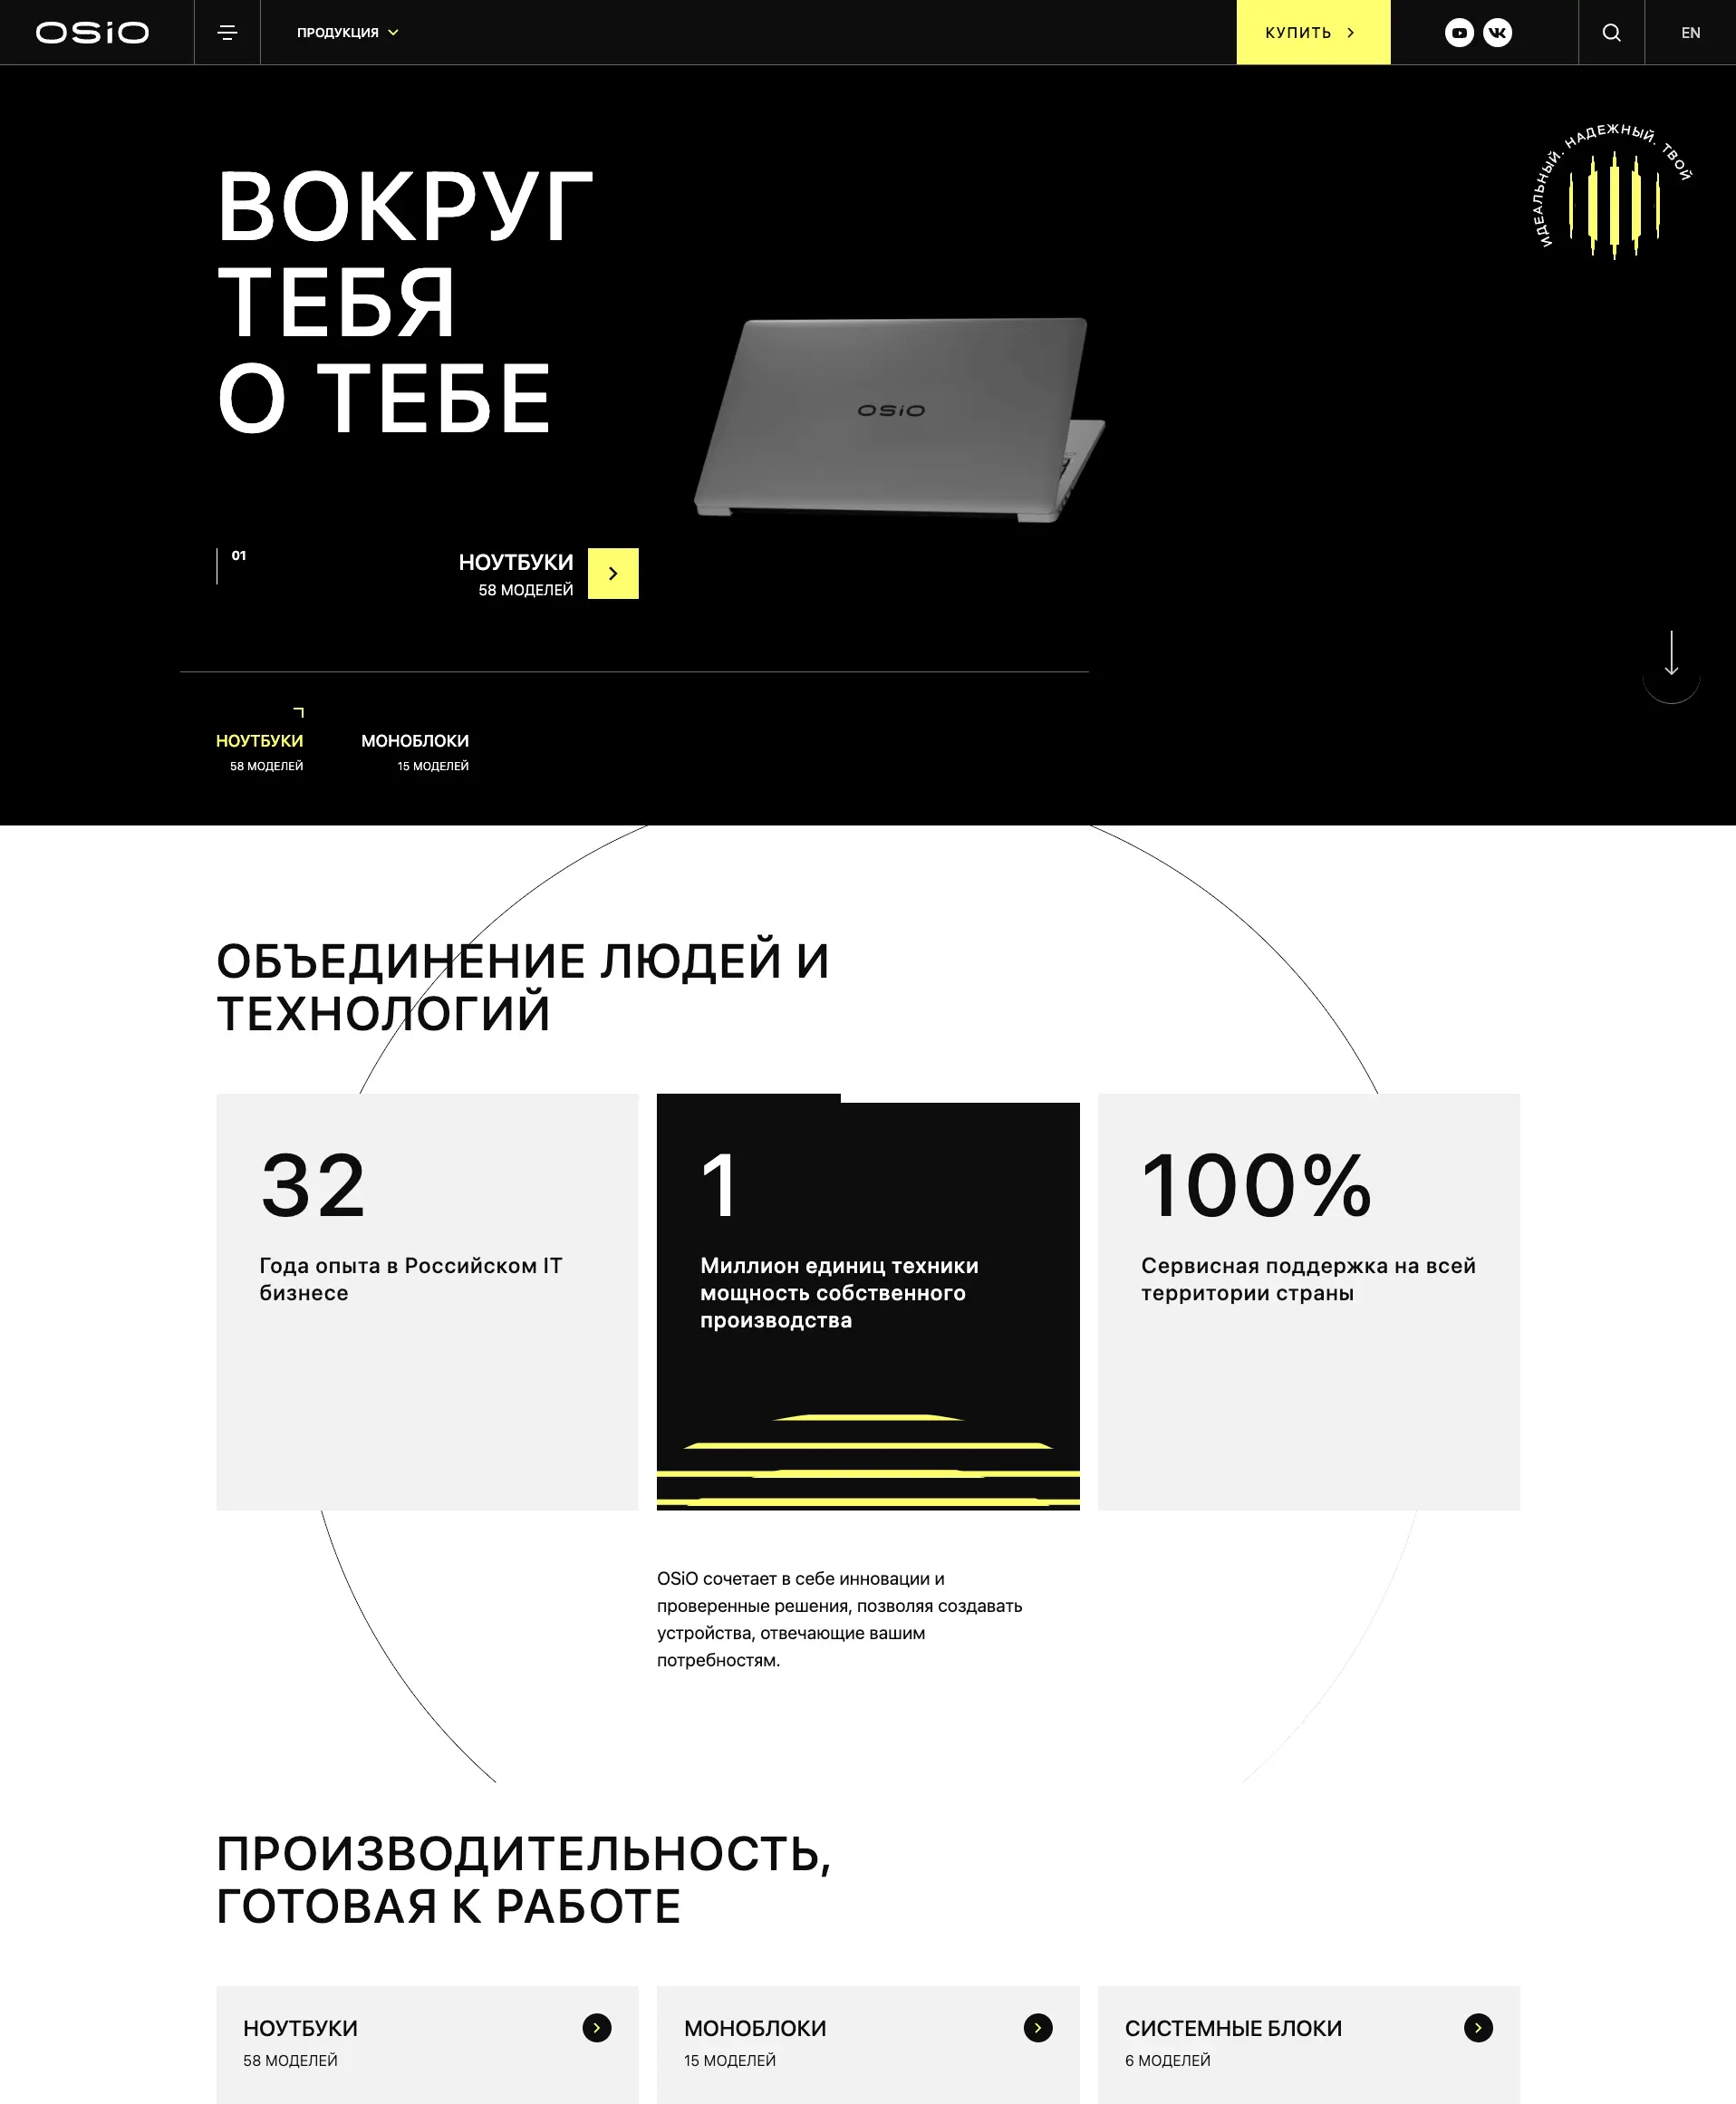 OSiO
ПРОДУКЦИЯ
КУПИТЬ
EN
ИДЕАЛЬНЫЙ. НАДЕЖНЫЙ. ТВОЙ
ВОКРУГ
ТЕБЯ
О ТЕБЕ
OSiO
01
НОУТБУКИ
58 МОДЕЛЕЙ
НОУТБУКИ
58 МОДЕЛЕЙ
МОНОБЛОКИ
15 МОДЕЛЕЙ
ОБЪЕДИНЕНИЕ ЛЮДЕЙ И
ТЕХНОЛОГИЙ
32
Года опыта в Российском IT
бизнесе
1
Миллион единиц техники
мощность собственного
производства
100%
Сервисная поддержка на всей
территории страны
OSiO сочетает в себе инновации и
проверенные решения, позволяя создавать
устройства, отвечающие вашим
потребностям.
ПРОИЗВОДИТЕЛЬНОСТЬ,
ГОТОВАЯ К РАБОТЕ
НОУТБУКИ
58 МОДЕЛЕЙ
МОНОБЛОКИ
15 МОДЕЛЕЙ
СИСТЕМНЫЕ БЛОКИ
6 МОДЕЛЕЙ